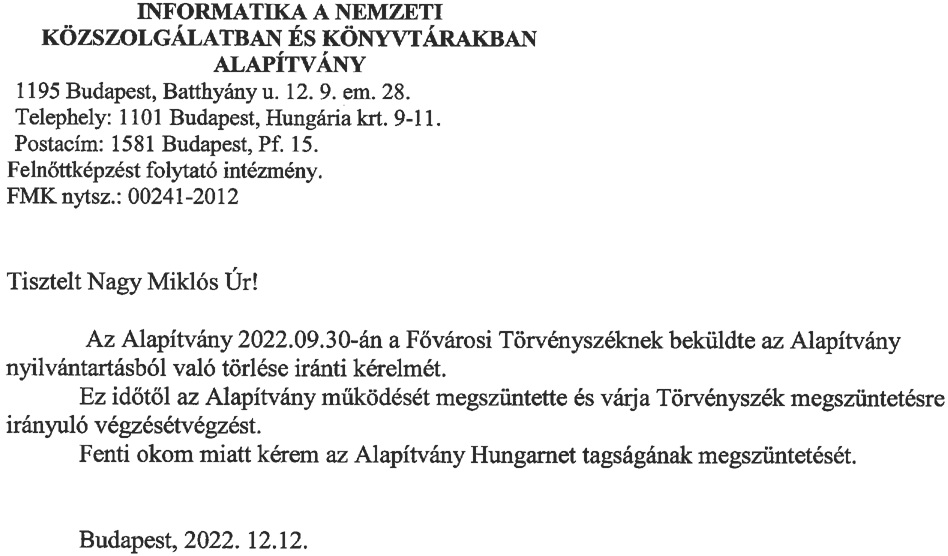 INFORMATIKA A NEMZETI
KÖZSZOLGÁLATBAN ÉS KÖNYVTÁRAKBAN
ALAPÍTVÁNY
1195 Budapest, Batthyány u. 12. 9. em. 28.
Telephely: 1101 Budapest, Hungária krt. 9-11.
Postacím: 1581 Budapest, Pf. 15.
Felnőttképzést folytató intézmény.
FMK nytsz.: 00241-2012
Tisztelt Nagy Miklós Úr!
Az Alapítvány 2022.09.30-án a Fővárosi Törvényszéknek beküldte az Alapítvány
nyilvántartásból való törlése iránti kérelmét.
Ez időtől az Alapítvány működését megszüntette és várja Törvényszék megszüntetésre
irányuló végzésétvégzést.
Fenti okom miatt kérem az Alapítvány Hungarnet tagságának megszüntetését.
Budapest, 2022. 12.12.